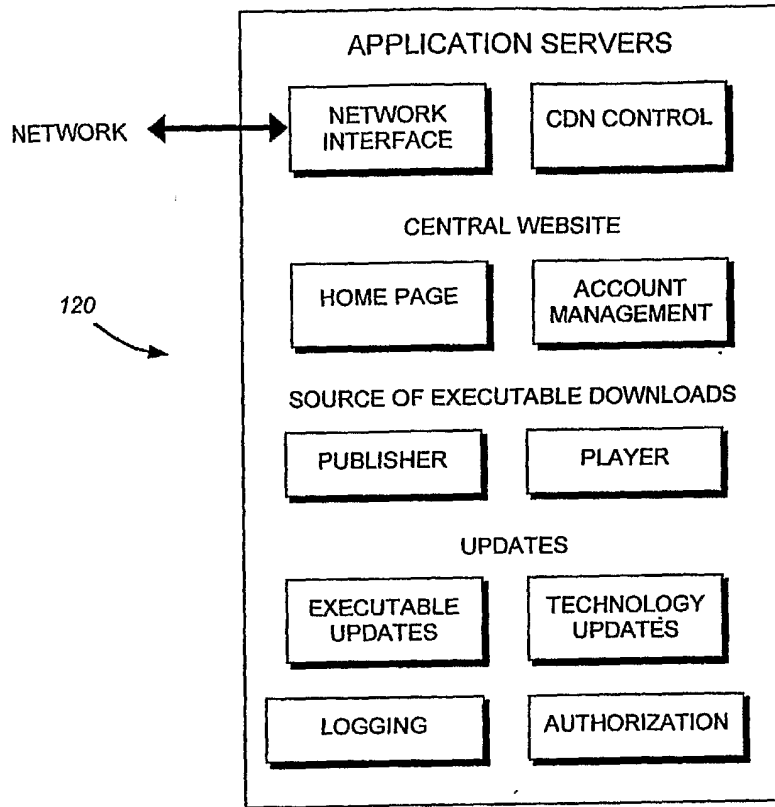 APPLICATION SERVERS
NETWORK
NETWORK
INTERFACE
CDN CONTROL
CENTRAL WEBSITE
120
HOME PAGE
ACCOUNT
MANAGEMENT
SOURCE OF EXECUTABLE DOWNLOADS
PUBLISHER
PLAYER
UPDATES
EXECUTABLE
UPDATES
TECHNOLOGY
UPDATES
LOGGING
AUTHORIZATION